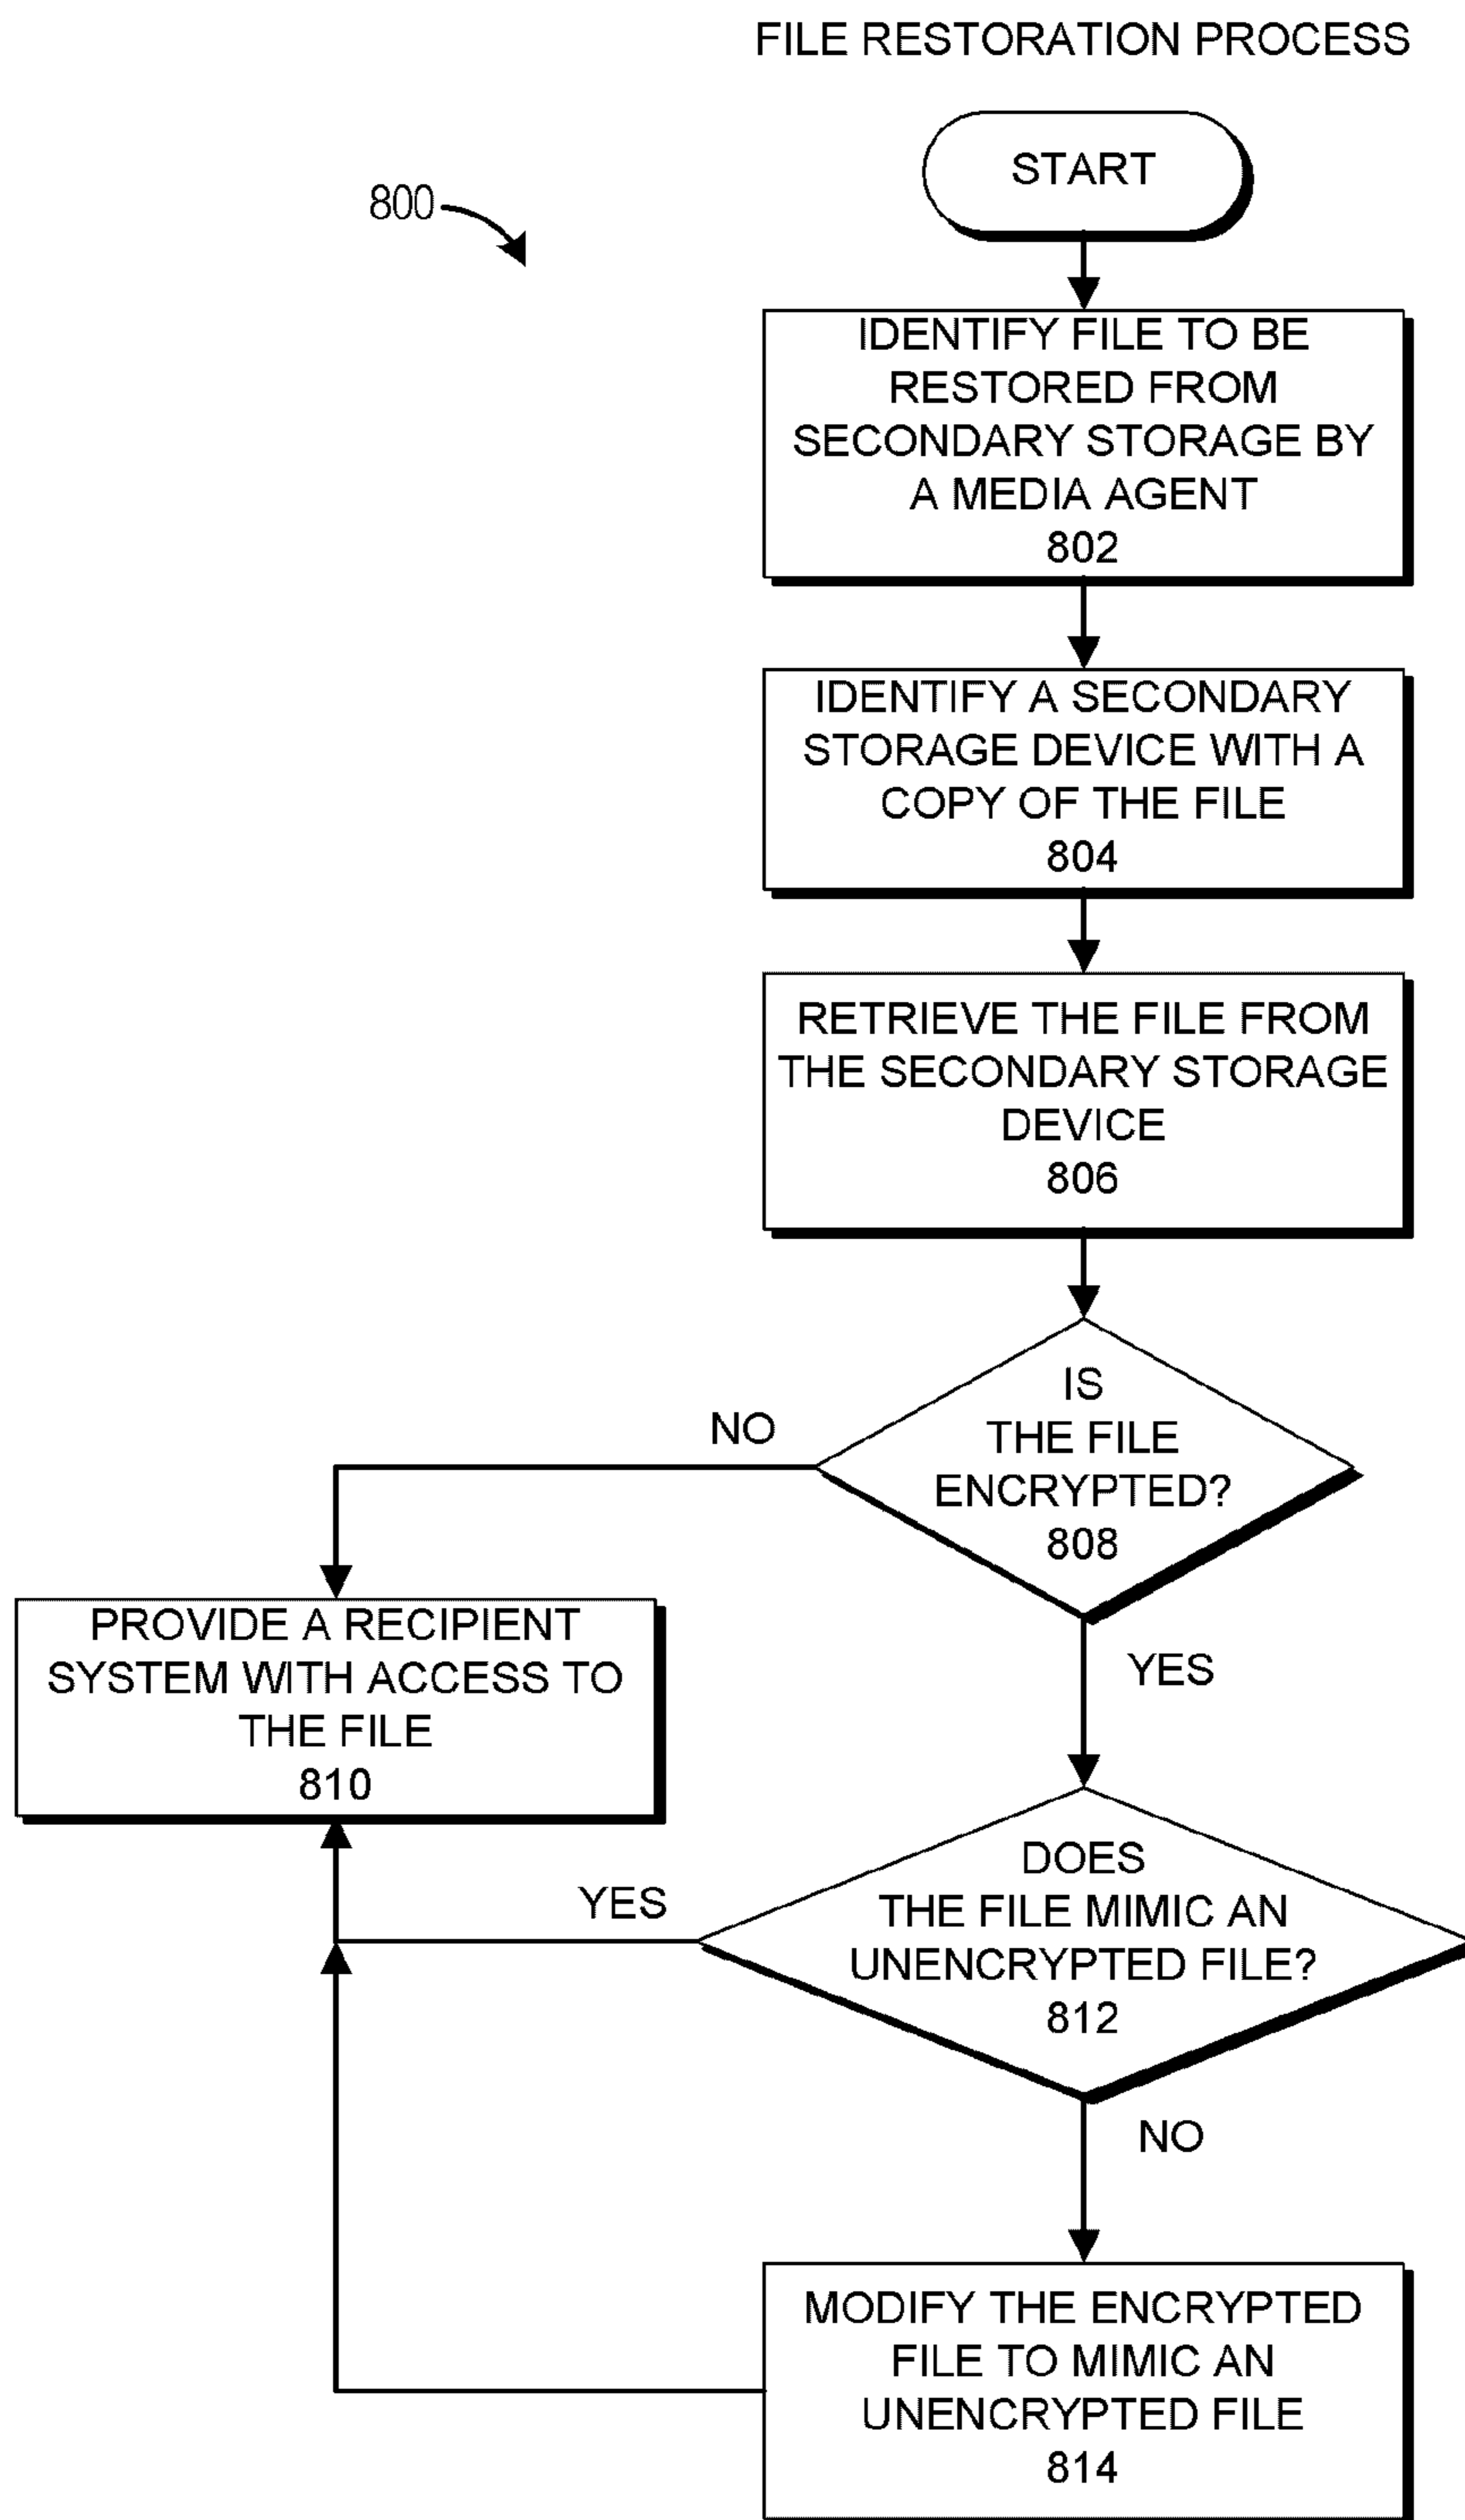 FILE RESTORATION PROCESS
START
800
IDENTIFY FILE TO BE
RESTORED FROM
SECONDARY STORAGE BY
A MEDIA AGENT
802
IDENTIFY A SECONDARY
STORAGE DEVICE WITH A
COPY OF THE FILE
804
RETRIEVE THE FILE FROM
THE SECONDARY STORAGE
DEVICE
806
IS
THE FILE
ENCRYPTED?
808
NO
YES
PROVIDE A RECIPIENT
SYSTEM WITH ACCESS TO
THE FILE
810
DOES
THE FILE MIMIC AN
UNENCRYPTED FILE?
812
YES
NO
MODIFY THE ENCRYPTED
FILE TO MIMIC AN
UNENCRYPTED FILE
814